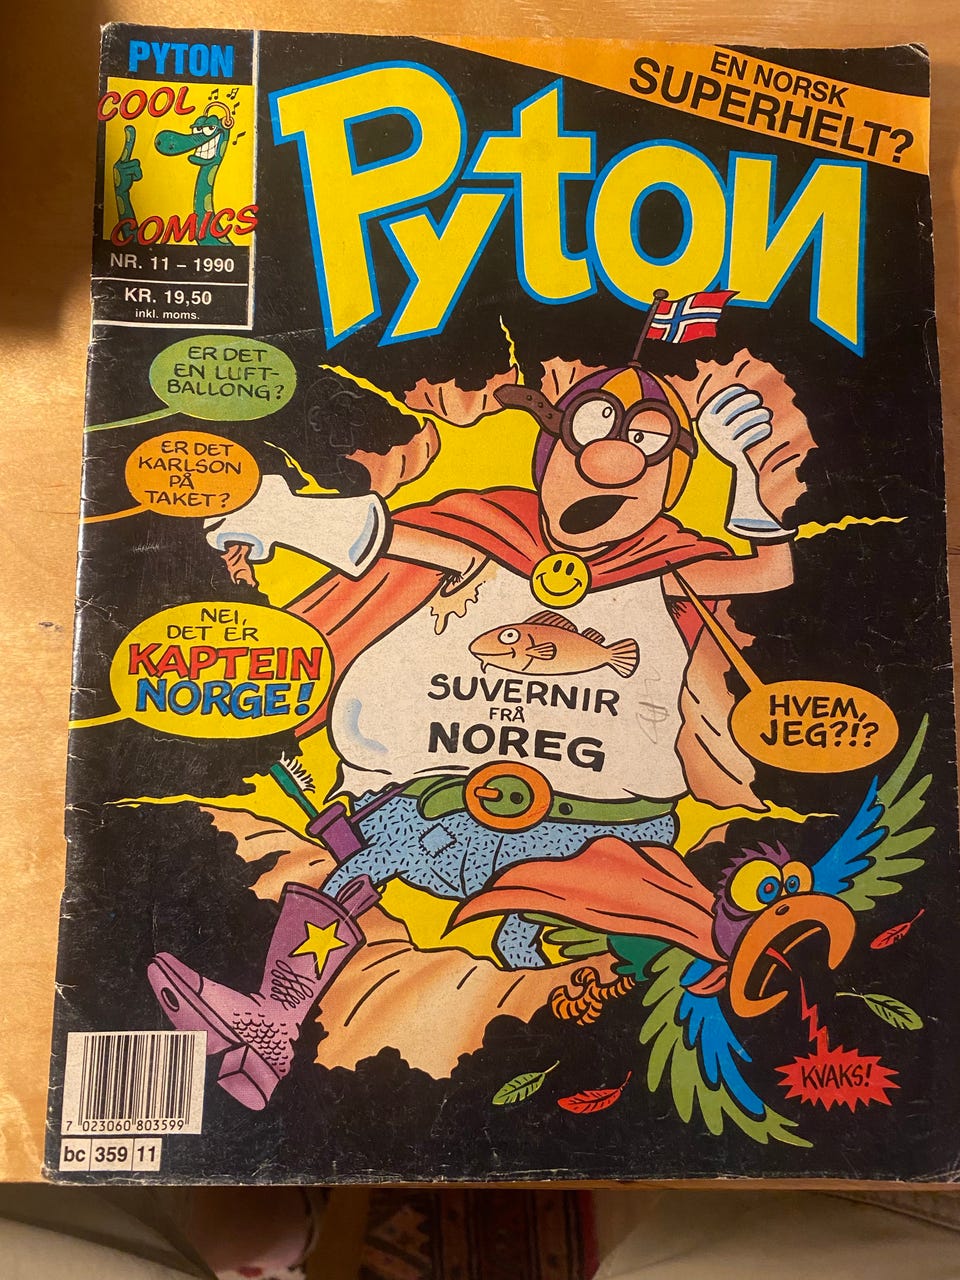 PYTON
COOL
COMICS
NR. 11 – 1990
KR. 19,50
inkl. moms.
EN NORSK
SUPERHELT?
Pyton
ER DET
EN LUFT-
BALLONG?
ER DET
KARLSON
PÅ
TAKET?
NEI,
DET ER
KAPTEIN
NORGE!
SUVERNIR
FRÅ
NOREG
HVEM,
JEG?!?
KVAKS!
7 023060 803599
bc 359 11